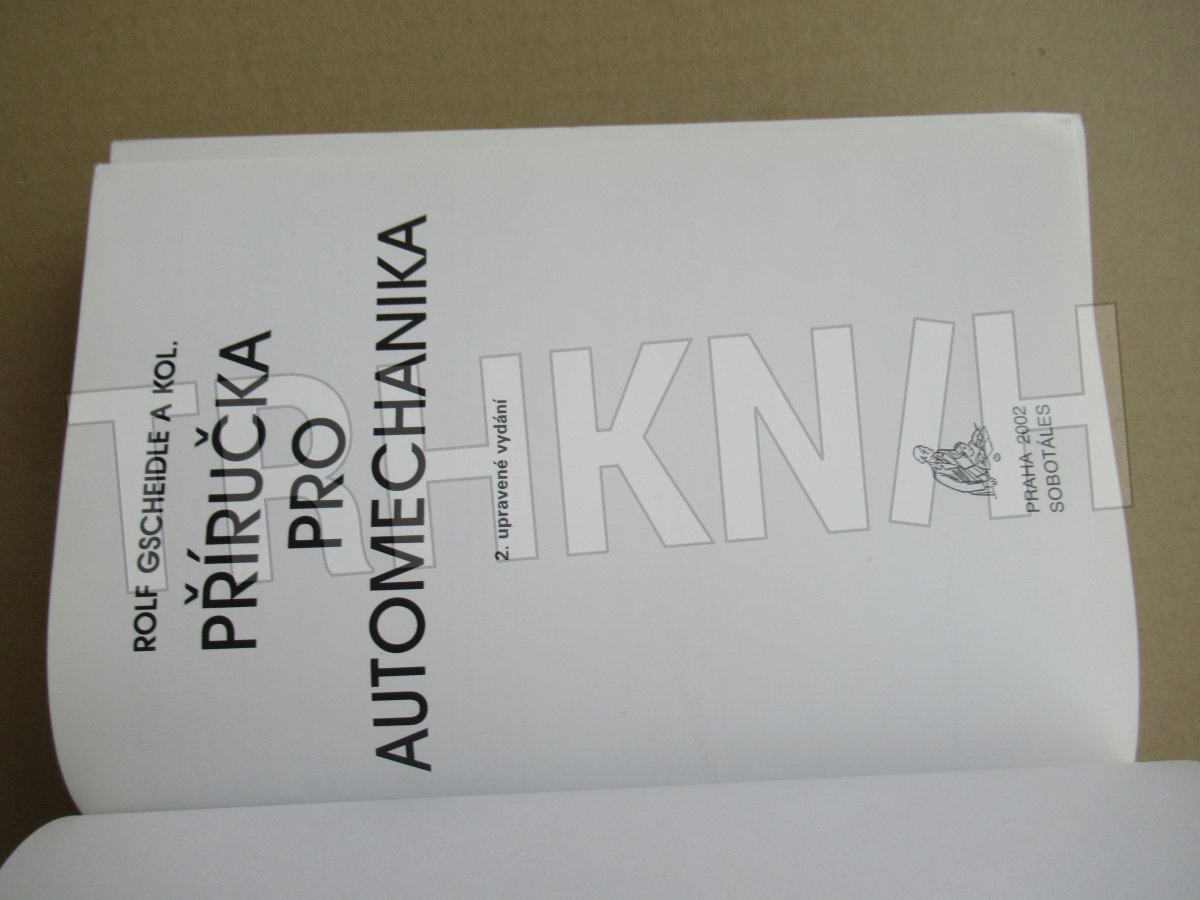 ROLF GSCHEIDLE A KOL.
PŘÍRUČKA
PRO
AUTOMECHANIKA
2. upravené vydání
PRAHA 2002
SOBOTÁLES
TRHKNIH